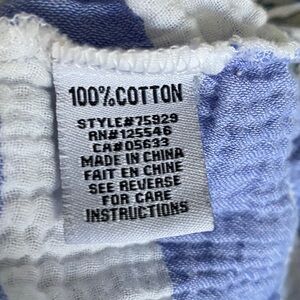 100%COTTON
STYLE#75929
RN#125546
CA#05633
MADE IN CHINA
FAIT EN CHINE
SEE REVERSE
FOR CARE
INSTRUCTIONS